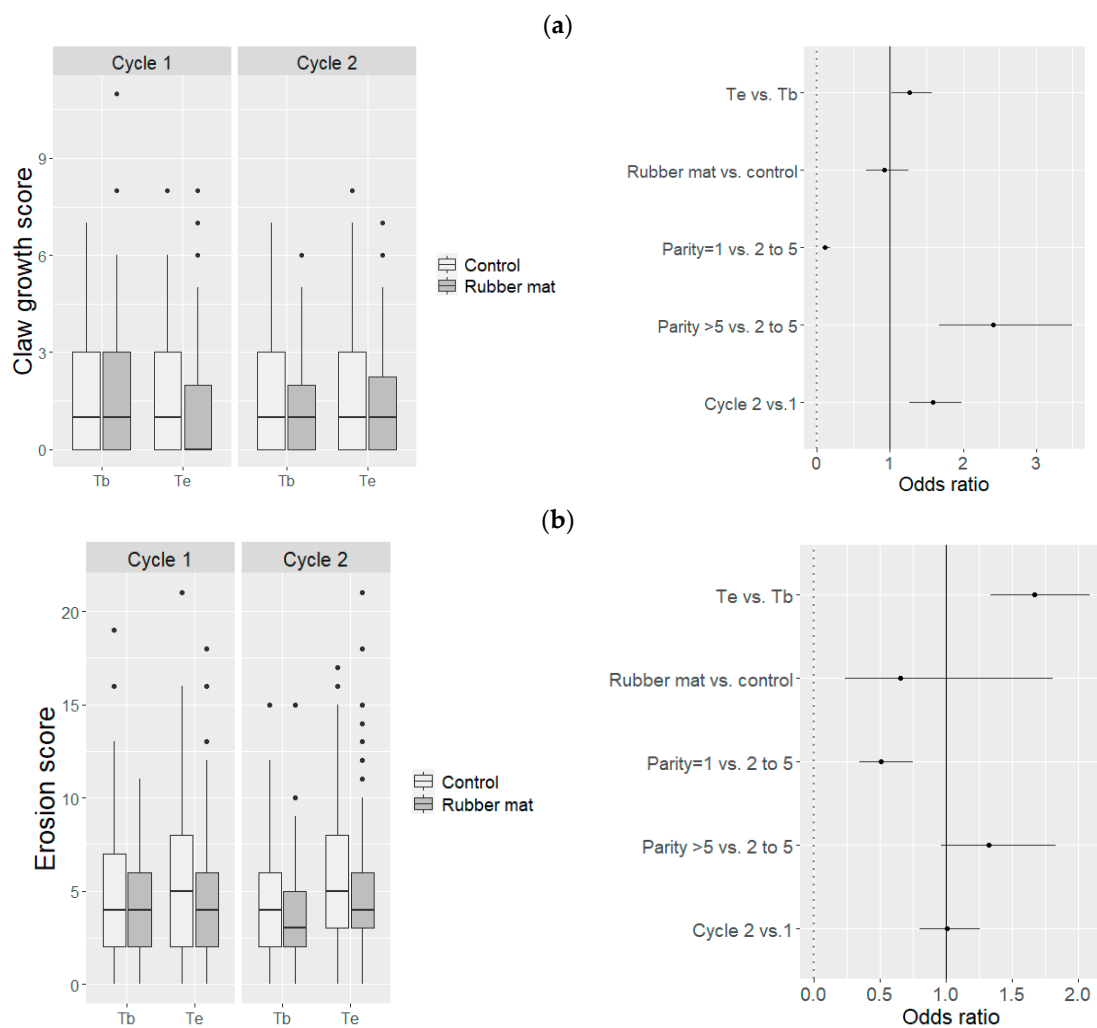 (a)
Cycle 1
Cycle 2
Claw growth score
9
6
3
0
Tb
Te
Tb
Te
Control
Rubber mat
Te vs. Tb
Rubber mat vs. control
Parity=1 vs. 2 to 5
Parity >5 vs. 2 to 5
Cycle 2 vs.1
0
1
2
3
Odds ratio
(b)
Cycle 1
Cycle 2
Erosion score
20
15
10
5
0
Tb
Te
Tb
Te
Control
Rubber mat
Te vs. Tb
Rubber mat vs. control
Parity=1 vs. 2 to 5
Parity >5 vs. 2 to 5
Cycle 2 vs.1
0.0
0.5
1.0
1.5
2.0
Odds ratio